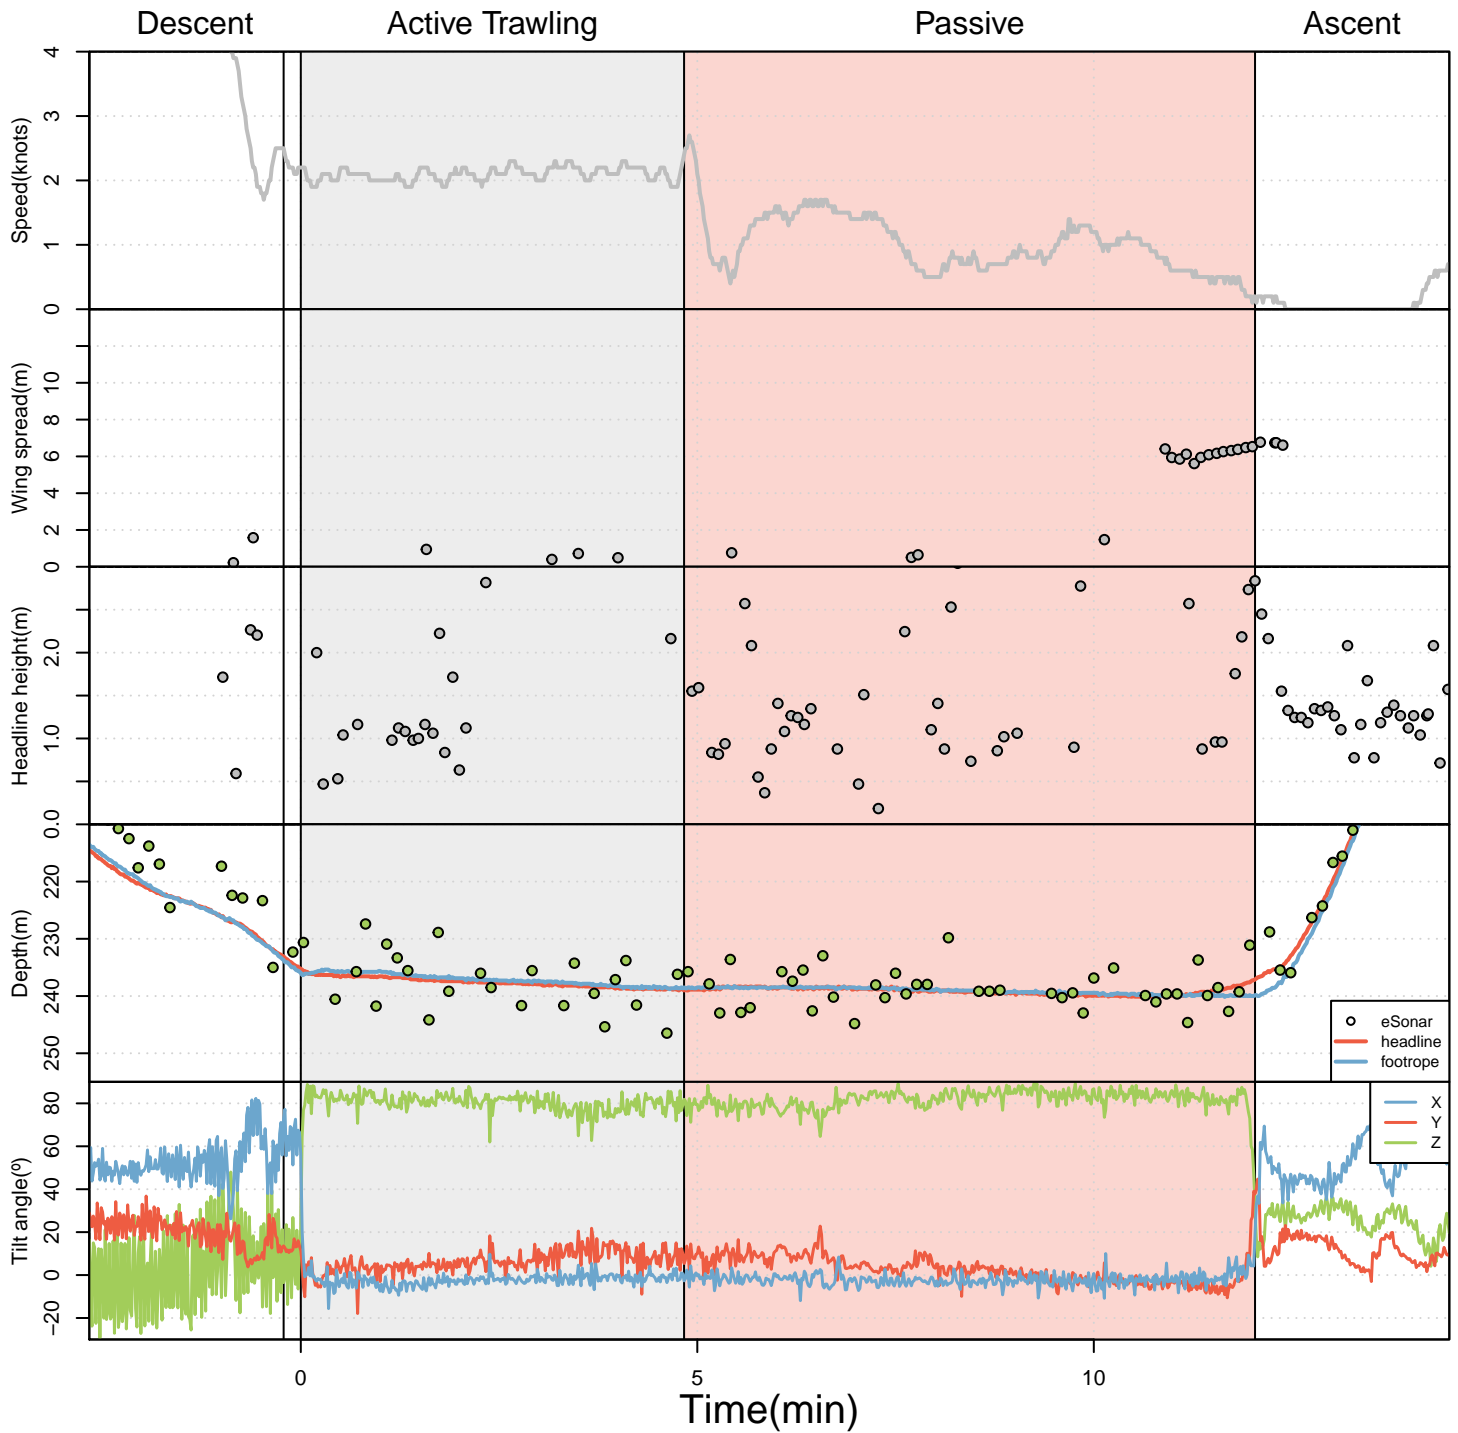 Descent Active Trawling Passive Ascent
Speed(knots)
4
3
2
1
0
Wing spread(m)
10
8
6
4
2
0
Headline height(m)
2.0
1.0
0.0
Depth(m)
220
230
240
250
eSonar
headline
footrope
Tilt angle(º)
80
60
40
20
0
−20
X
Y
Z
0 5 10
Time(min)